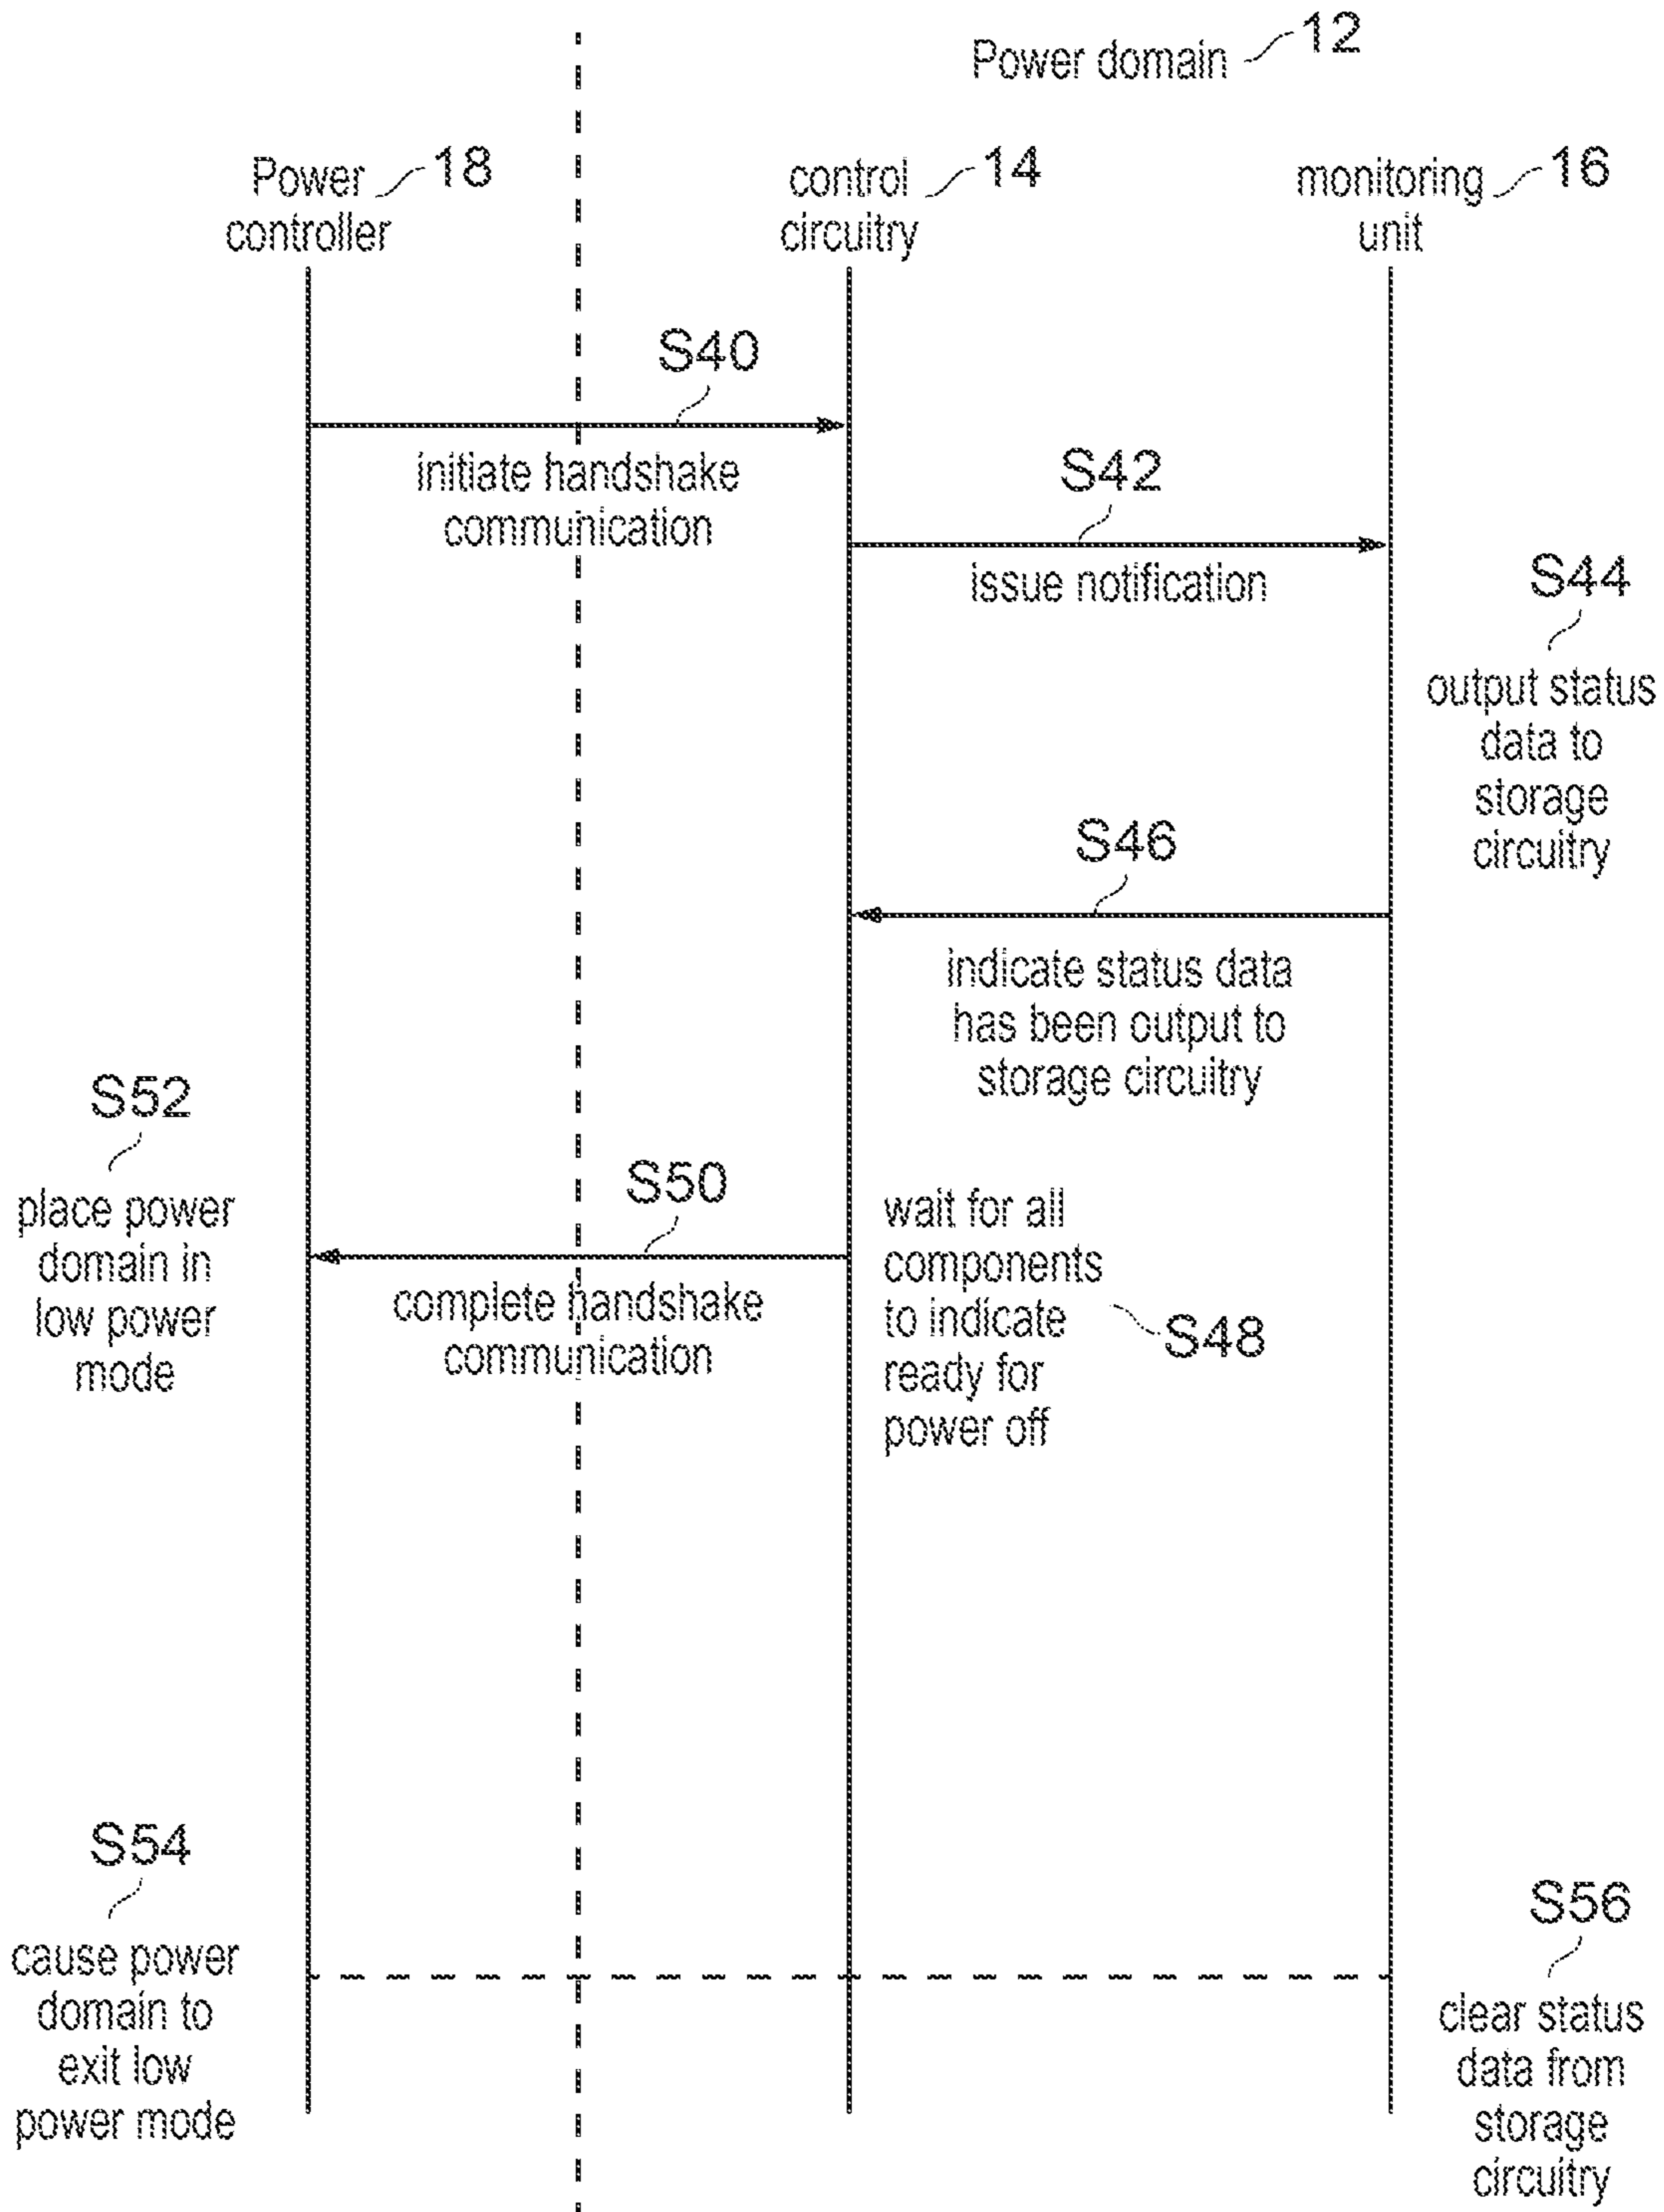 Power domain 12
Power 18
controller
control 14
circuitry
monitoring 16
unit
S40
initiate handshake
communication
S42
issue notification
S44
output status
data to
storage
circuitry
S46
indicate status data
has been output to
storage circuitry
S52
place power
domain in
low power
mode
S50
complete handshake
communication
wait for all
components
to indicate
ready for
power off
S48
S54
cause power
domain to
exit low
power mode
S56
clear status
data from
storage
circuitry